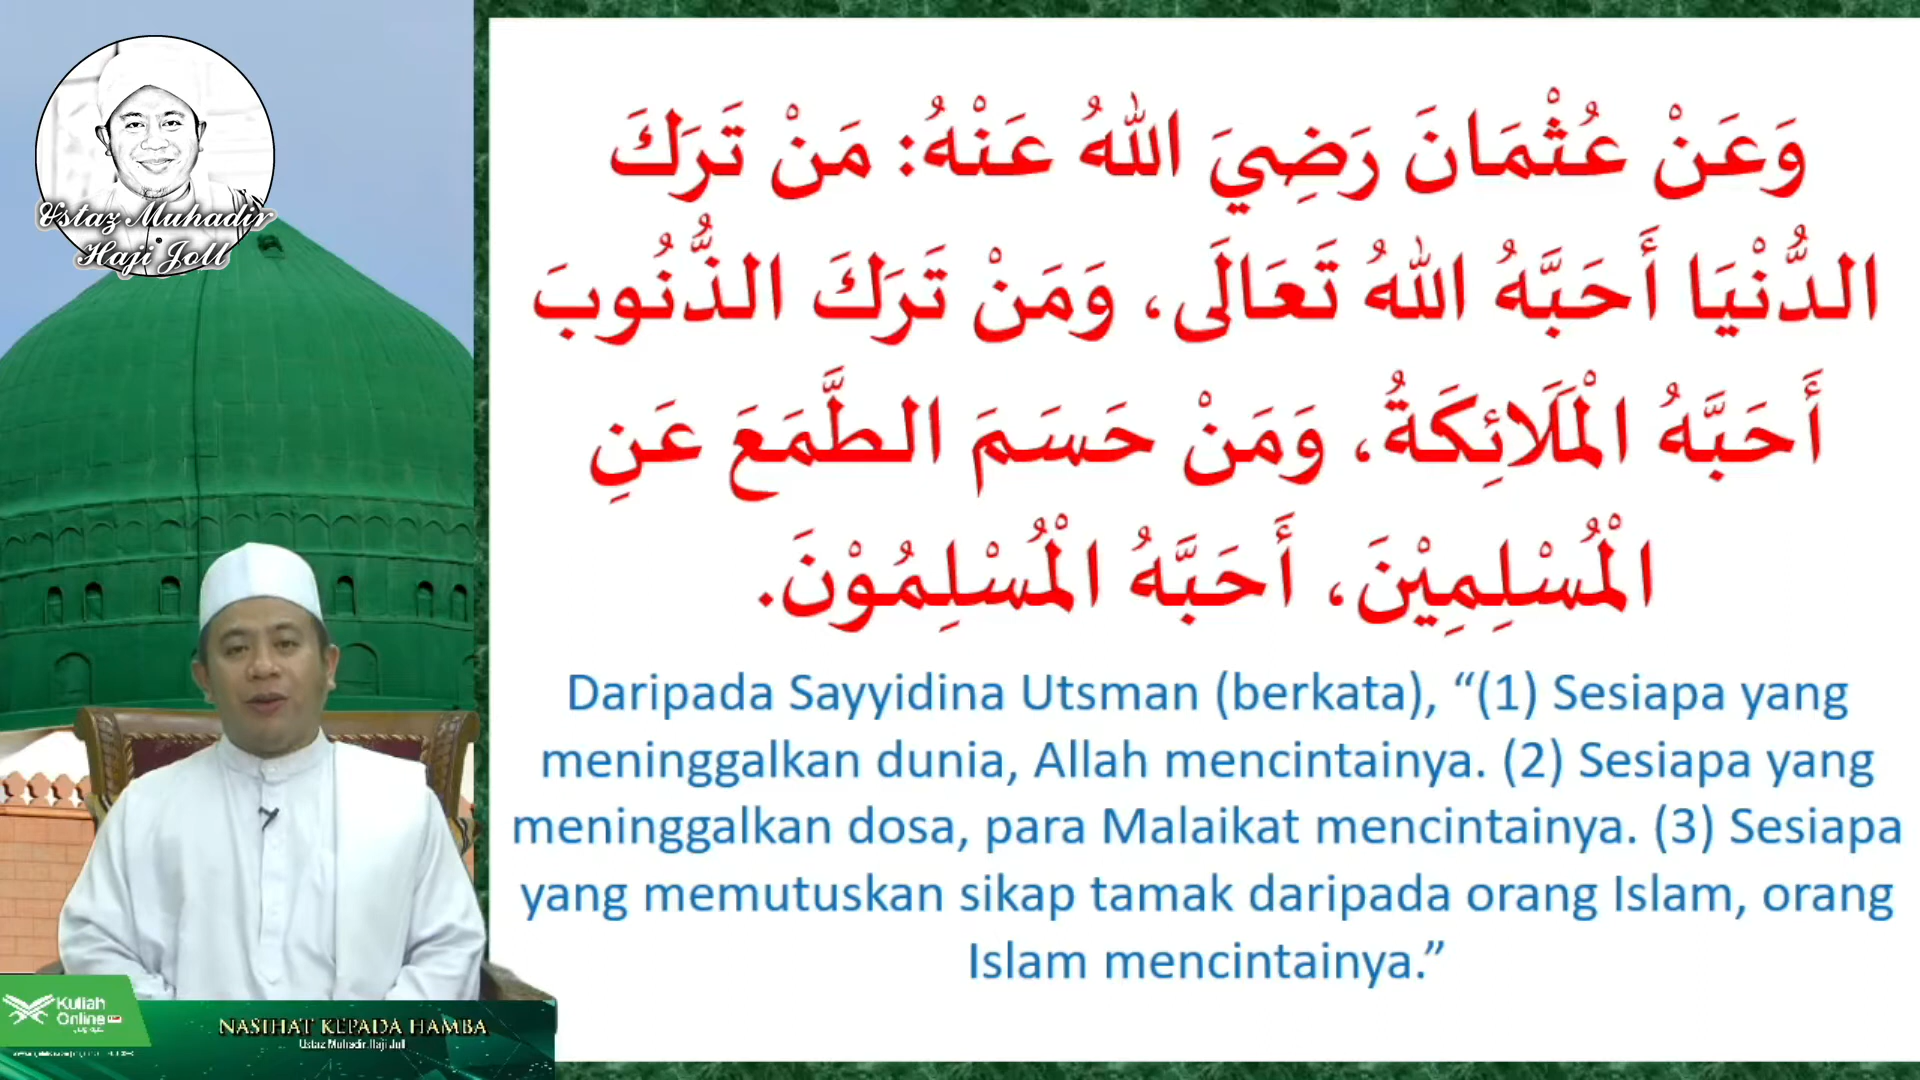 Ustaz Muhadir
Haji Joll
وَعَنْ عُثْمَانَ رَضِيَ اللهُ عَنْهُ: مَنْ تَرَكَ
الدُّنْيَا أَحَبَّهُ اللهُ تَعَالَى، وَمَنْ تَرَكَ الذُّنُوبَ
أَحَبَّهُ الْمَلَائِكَةُ، وَمَنْ حَسَمَ الطَّمَعَ عَنِ
الْمُسْلِمِيْنَ، أَحَبَّهُ الْمُسْلِمُوْنَ.
Daripada Sayyidina Utsman (berkata), “(1) Sesiapa yang
meninggalkan dunia, Allah mencintainya. (2) Sesiapa yang
meninggalkan dosa, para Malaikat mencintainya. (3) Sesiapa
yang memutuskan sikap tamak daripada orang Islam, orang
Islam mencintainya.”
Kuliah
Online
NASIHAT KEPADA HAMBA
Ustaz Muhadir Haji Joll